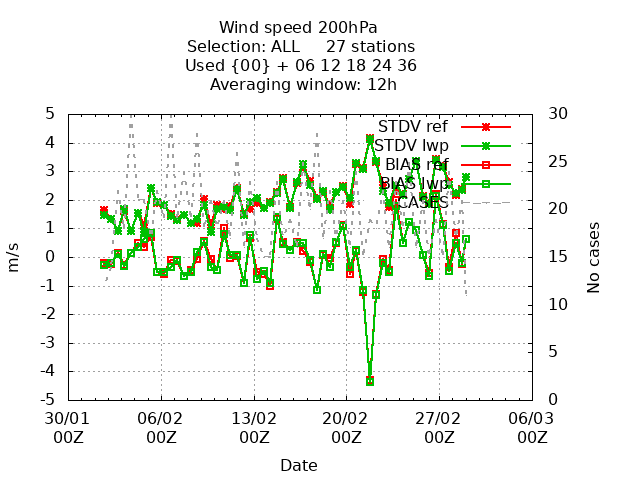 Wind speed 200hPa
Selection: ALL 27 stations
Used {00} + 06 12 18 24 36
Averaging window: 12h
5
4
3
2
1
0
-1
-2
-3
-4
-5
m/s
30
25
20
15
10
5
0
No cases
STDV ref
STDV lwp
BIAS ref
BIAS lwp
CASES
30/01 06/02 13/02 20/02 27/02 06/03
00Z 00Z 00Z 00Z 00Z 00Z
Date